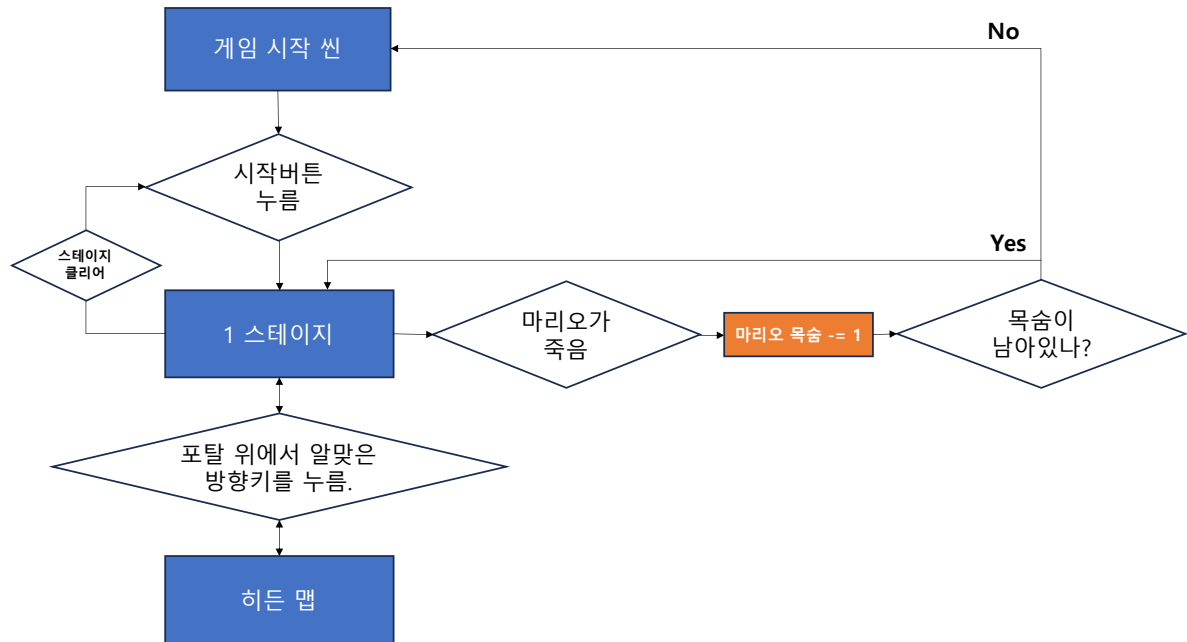 게임 시작 씬
No
시작버튼
누름
스테이지
클리어
Yes
1 스테이지
마리오가
죽음
마리오 목숨 -= 1
목숨이
남아있나?
포탈 위에서 알맞은
방향키를 누름.
히든 맵